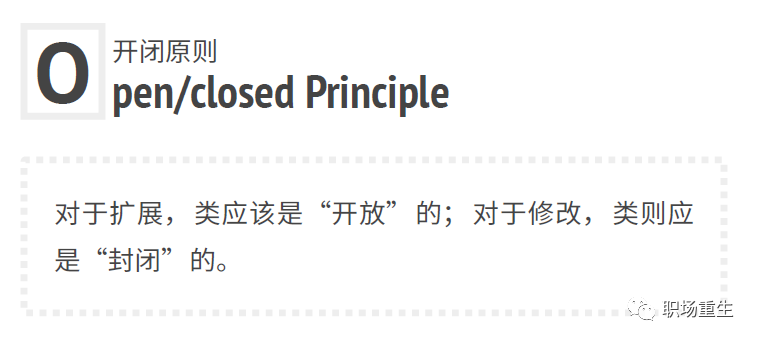 开闭原则
Open/closed Principle
对于扩展，类应该是“开放”的；对于修改，类则应
是“封闭”的。
职场重生